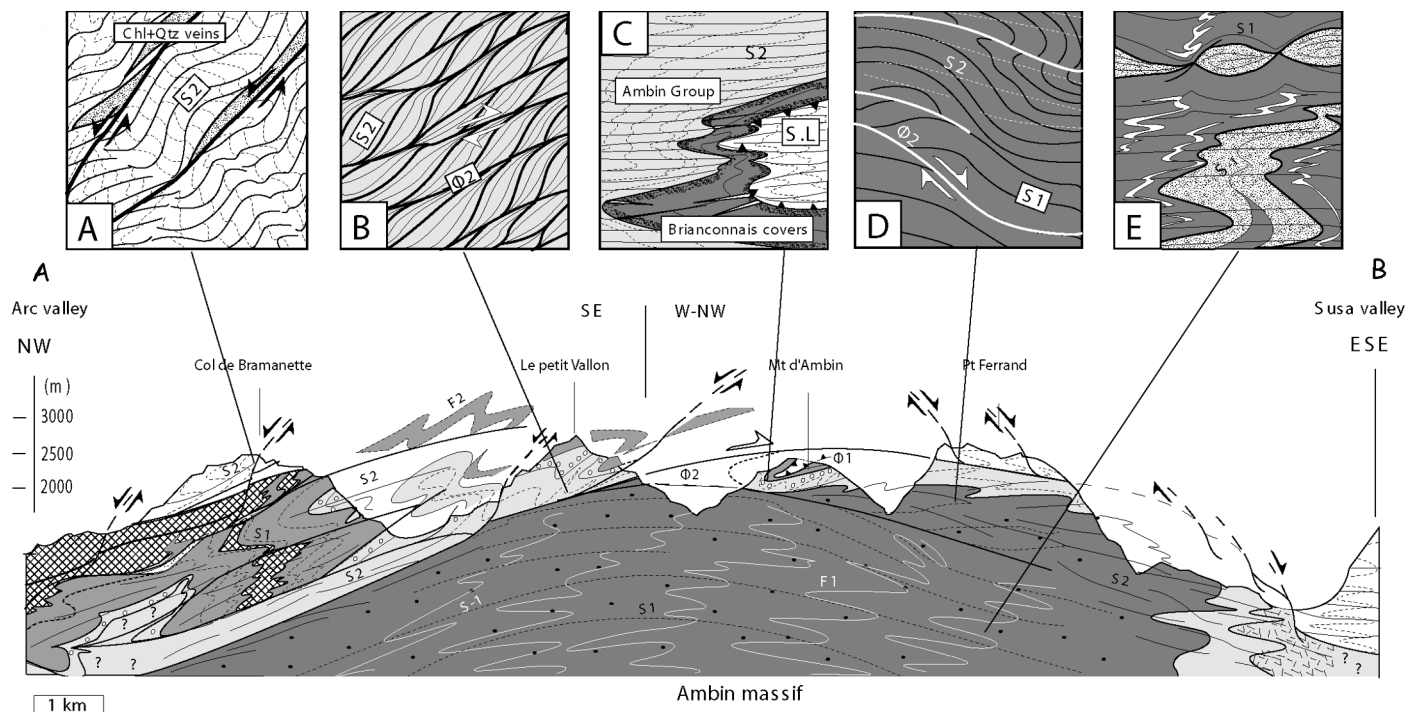 Chl+Qtz veins
S2
A
S2
Φ2
B
C
S2
Ambin Group
S.L
Brianconnais covers
S2
Φ2
S1
D
S1
E
A
B
Arc valley
SE
W-NW
Susa valley
NW
ESE
Col de Bramanette
Le petit Vallon
Mt d'Ambin
Pt Ferrand
(m)
3000
2500
2000
F2
S2
S2
Φ1
Φ2
S1
S2
S-1
S1
F1
S2
?
?
?
?
?
?
Ambin massif
1 km